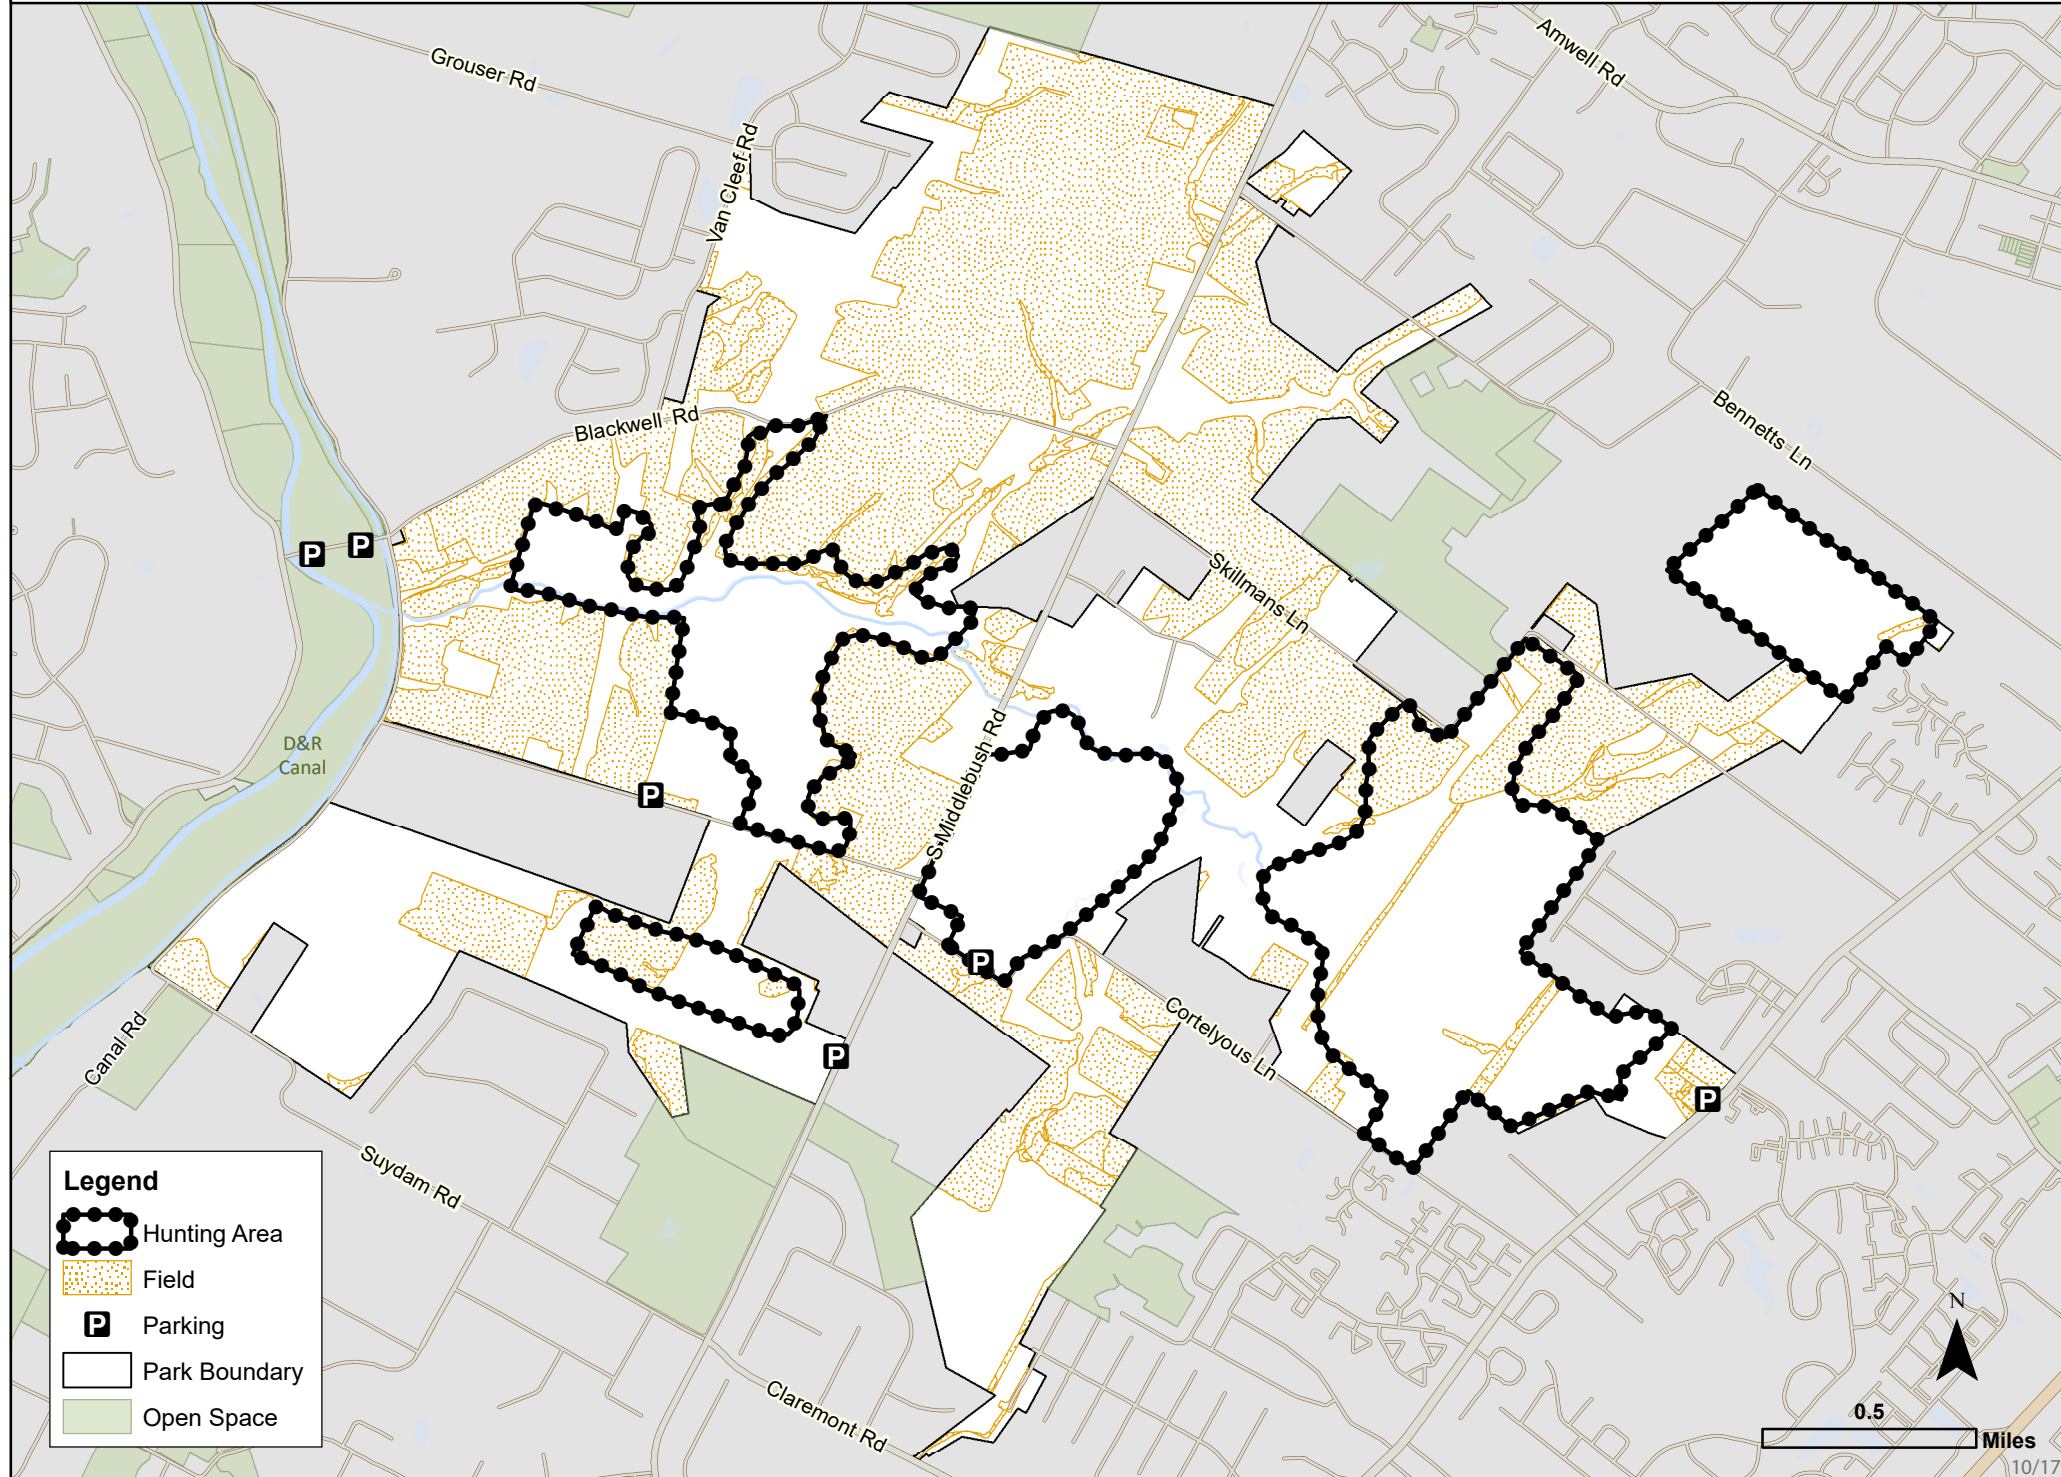 Grouser Rd
Amwell Rd
Van Cleef Rd
Blackwell Rd
Bennetts Ln
P
P
Skillmans Ln
D&R
Canal
P
S Middlebush Rd
P
Cortelyous Ln
Canal Rd
P
P
Suydam Rd
Claremont Rd
Legend
Hunting Area
Field
P Parking
Park Boundary
Open Space
N
0.5
Miles
10/17